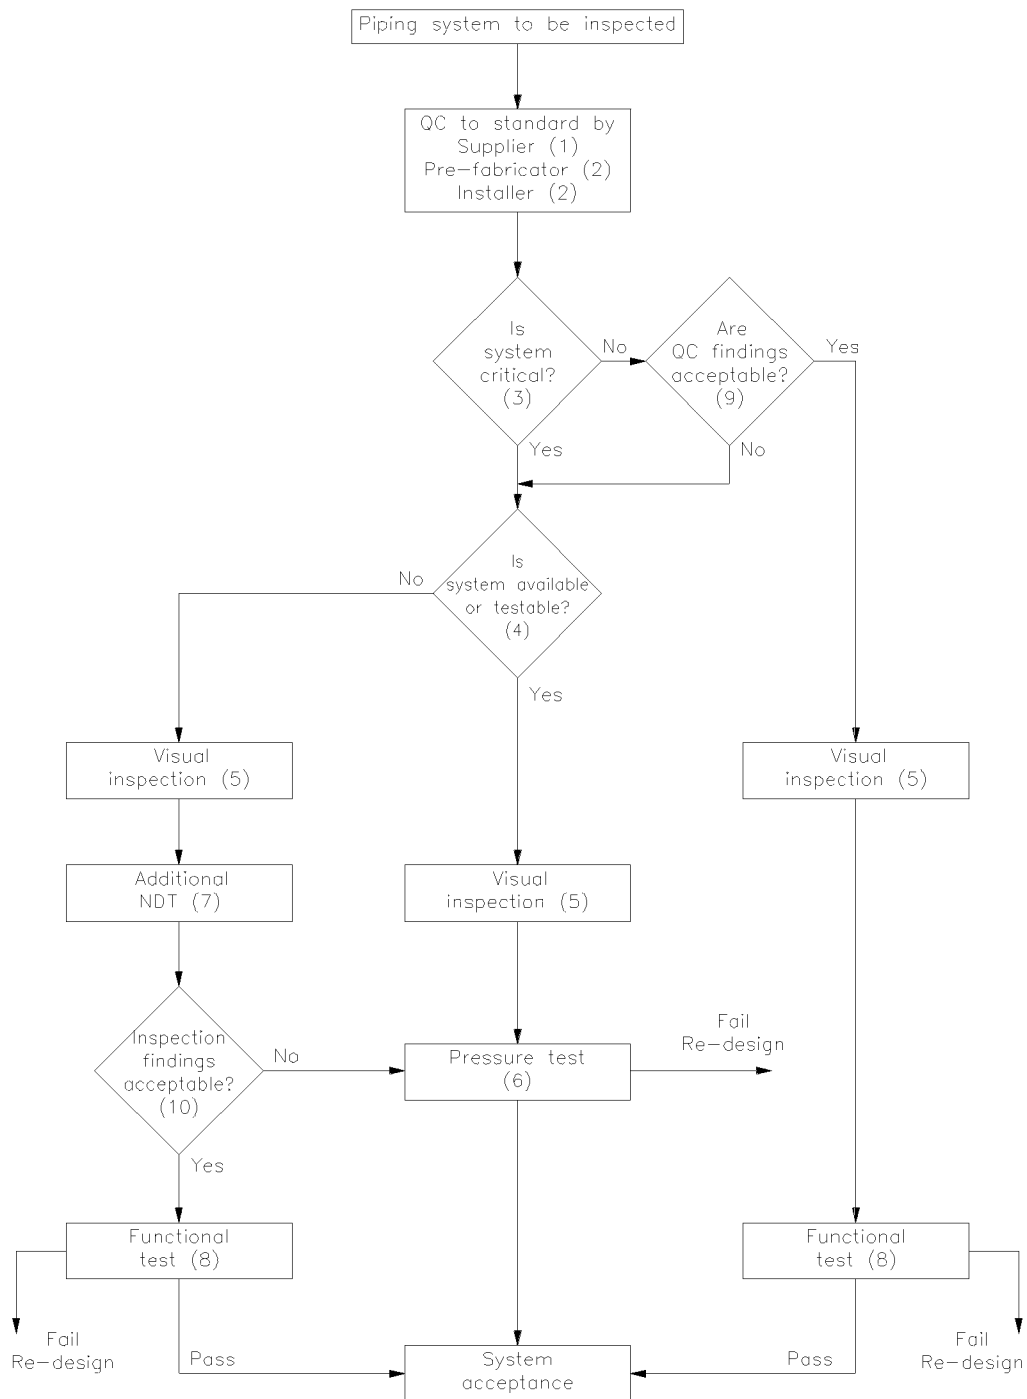 Piping system to be inspected
QC to standard by
Supplier (1)
Pre-fabricator (2)
Installer (2)
Is
system
critical?
(3)
No
Are
QC findings
acceptable?
(9)
Yes
Yes
No
Is
system available
or testable?
(4)
No
Yes
Visual
inspection (5)
Visual
inspection (5)
Additional
NDT (7)
Visual
inspection (5)
Inspection
findings
acceptable?
(10)
No
Pressure test
(6)
Fail
Re-design
Yes
Functional
test (8)
Functional
test (8)
Fail
Re-design
Pass
System
acceptance
Pass
Fail
Re-design